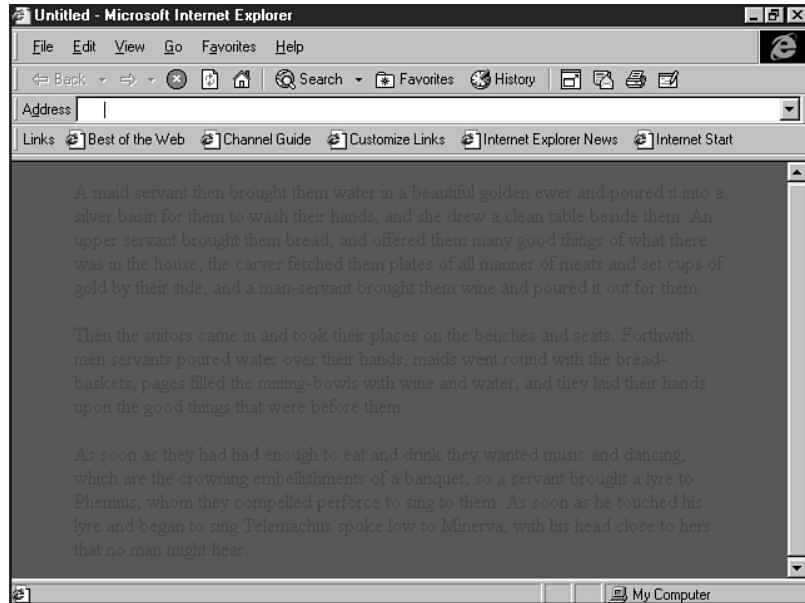 Untitled - Microsoft Internet Explorer
File Edit View Go Favorites Help
Back Search Favorites History
Address
Links Best of the Web Channel Guide Customize Links Internet Explorer News Internet Start
A maid servant then brought them water in a beautiful golden ewer and poured it into a
silver basin for them to wash their hands, and she drew a clean table beside them. An
upper servant brought them bread, and offered them many good things of what there
was in the house, the carver fetched them plates of all manner of meats and set cups of
gold by their side, and a man-servant brought them wine and poured it out for them.
Then the suitors came in and took their places on the benches and seats. Forthwith
men servants poured water over their hands, maids went round with the bread-
baskets, pages filled the mixing-bowls with wine and water, and they laid their hands
upon the good things that were before them.
As soon as they had had enough to eat and drink they wanted music and dancing,
which are the crowning embellishments of a banquet, so a servant brought a lyre to
Phemius, whom they compelled perforce to sing to them. As soon as he touched his
lyre and began to sing Telemachus spoke low to Minerva, with his head close to hers
that no man might hear.
My Computer